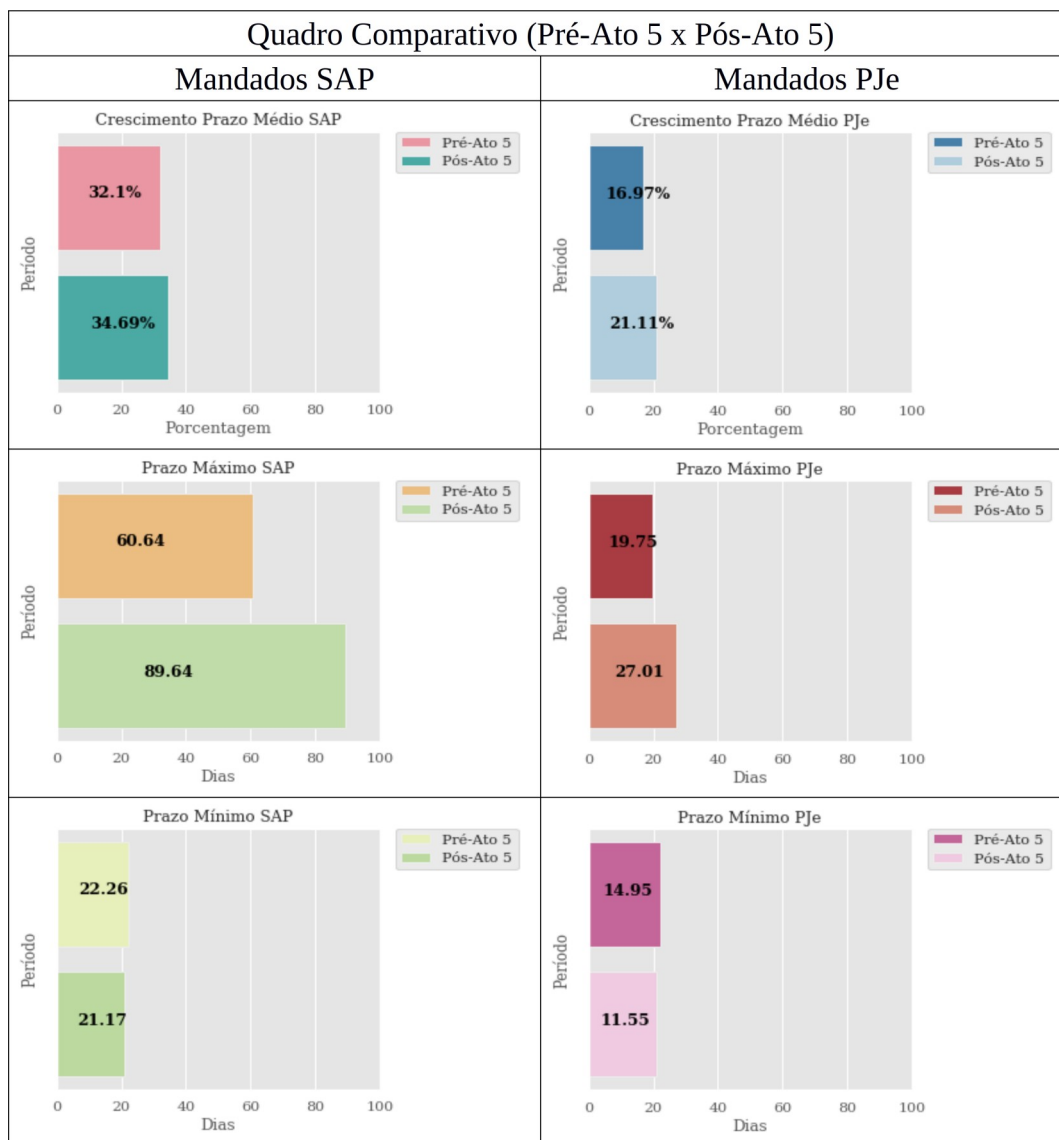 Quadro Comparativo (Pré-Ato 5 x Pós-Ato 5)
Mandados SAP
Mandados PJe
Crescimento Prazo Médio SAP
Pré-Ato 5
Pós-Ato 5
32.1%
34.69%
Período
0 20 40 60 80 100
Porcentagem
Crescimento Prazo Médio PJe
Pré-Ato 5
Pós-Ato 5
16.97%
21.11%
Período
0 20 40 60 80 100
Porcentagem
Prazo Máximo SAP
Pré-Ato 5
Pós-Ato 5
60.64
89.64
Período
0 20 40 60 80 100
Dias
Prazo Máximo PJe
Pré-Ato 5
Pós-Ato 5
19.75
27.01
Período
0 20 40 60 80 100
Dias
Prazo Mínimo SAP
Pré-Ato 5
Pós-Ato 5
22.26
21.17
Período
0 20 40 60 80 100
Dias
Prazo Mínimo PJe
Pré-Ato 5
Pós-Ato 5
14.95
11.55
Período
0 20 40 60 80 100
Dias